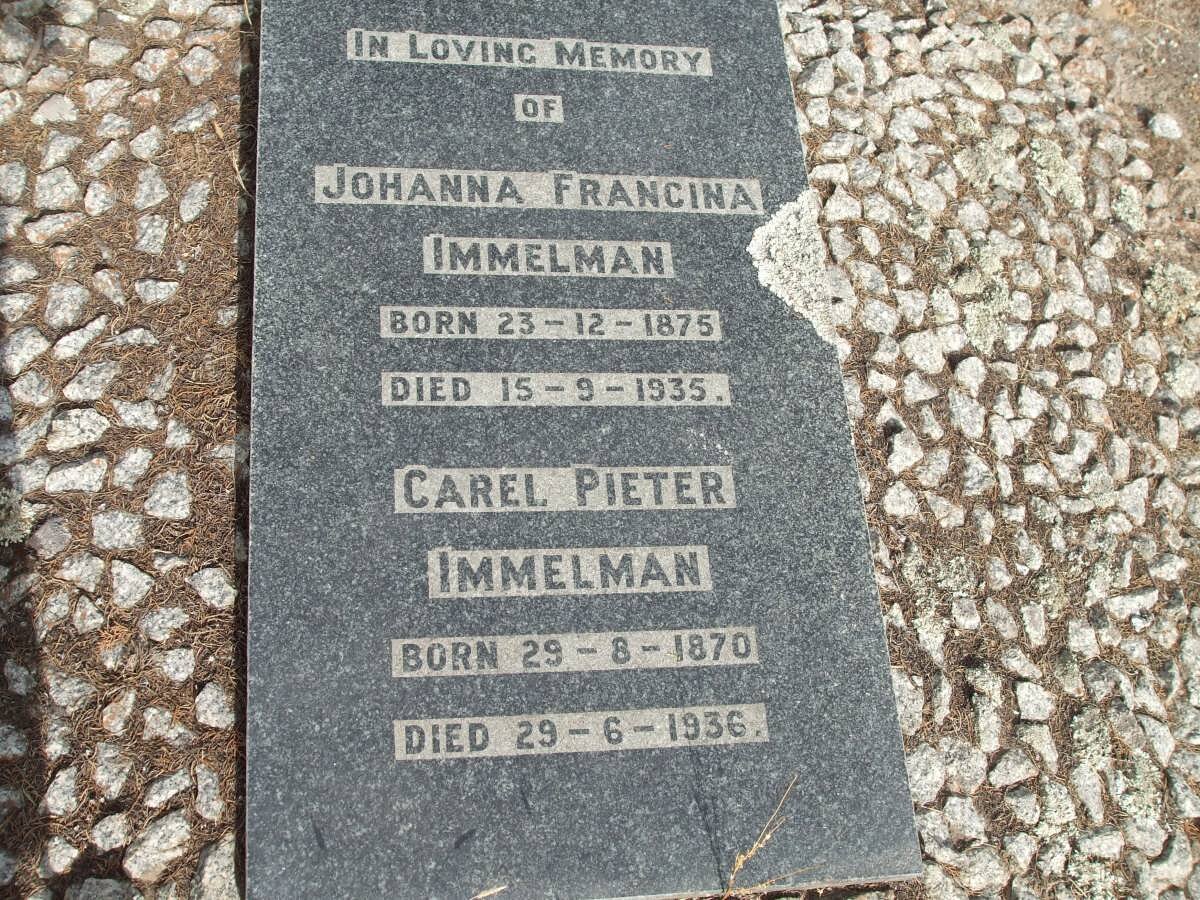 In Loving Memory
of
Johanna Francina
Immelman
Born 23-12-1875
Died 15-9-1935.
Carel Pieter
Immelman
Born 29-8-1870
Died 29-6-1936.